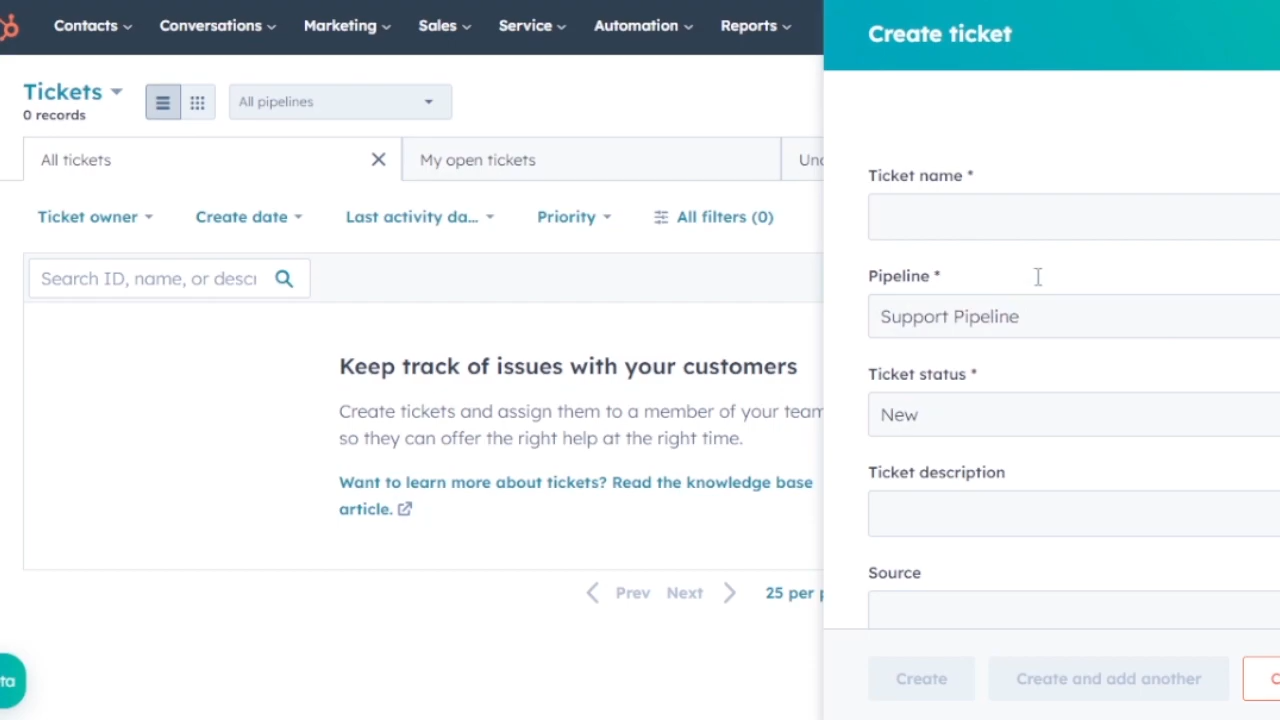 Contacts Conversations Marketing Sales Service Automation Reports
Create ticket
Tickets
0 records
All pipelines
All tickets
My open tickets
Ticket owner Create date Last activity da... Priority All filters (0)
Search ID, name, or descr
Keep track of issues with your customers
Create tickets and assign them to a member of your team
so they can offer the right help at the right time.
Want to learn more about tickets? Read the knowledge base
article.
Prev Next 25 per
Ticket name *
Pipeline *
Support Pipeline
Ticket status *
New
Ticket description
Source
Create Create and add another